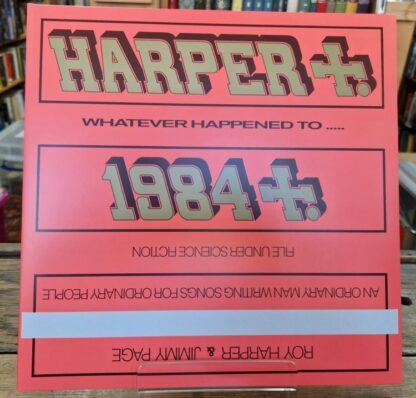 HARPER +.
WHATEVER HAPPENED TO .....
1984 +.
FILE UNDER SCIENCE FICTION
AN ORDINARY MAN WRITING SONGS FOR ORDINARY PEOPLE
ROY HARPER & JIMMY PAGE